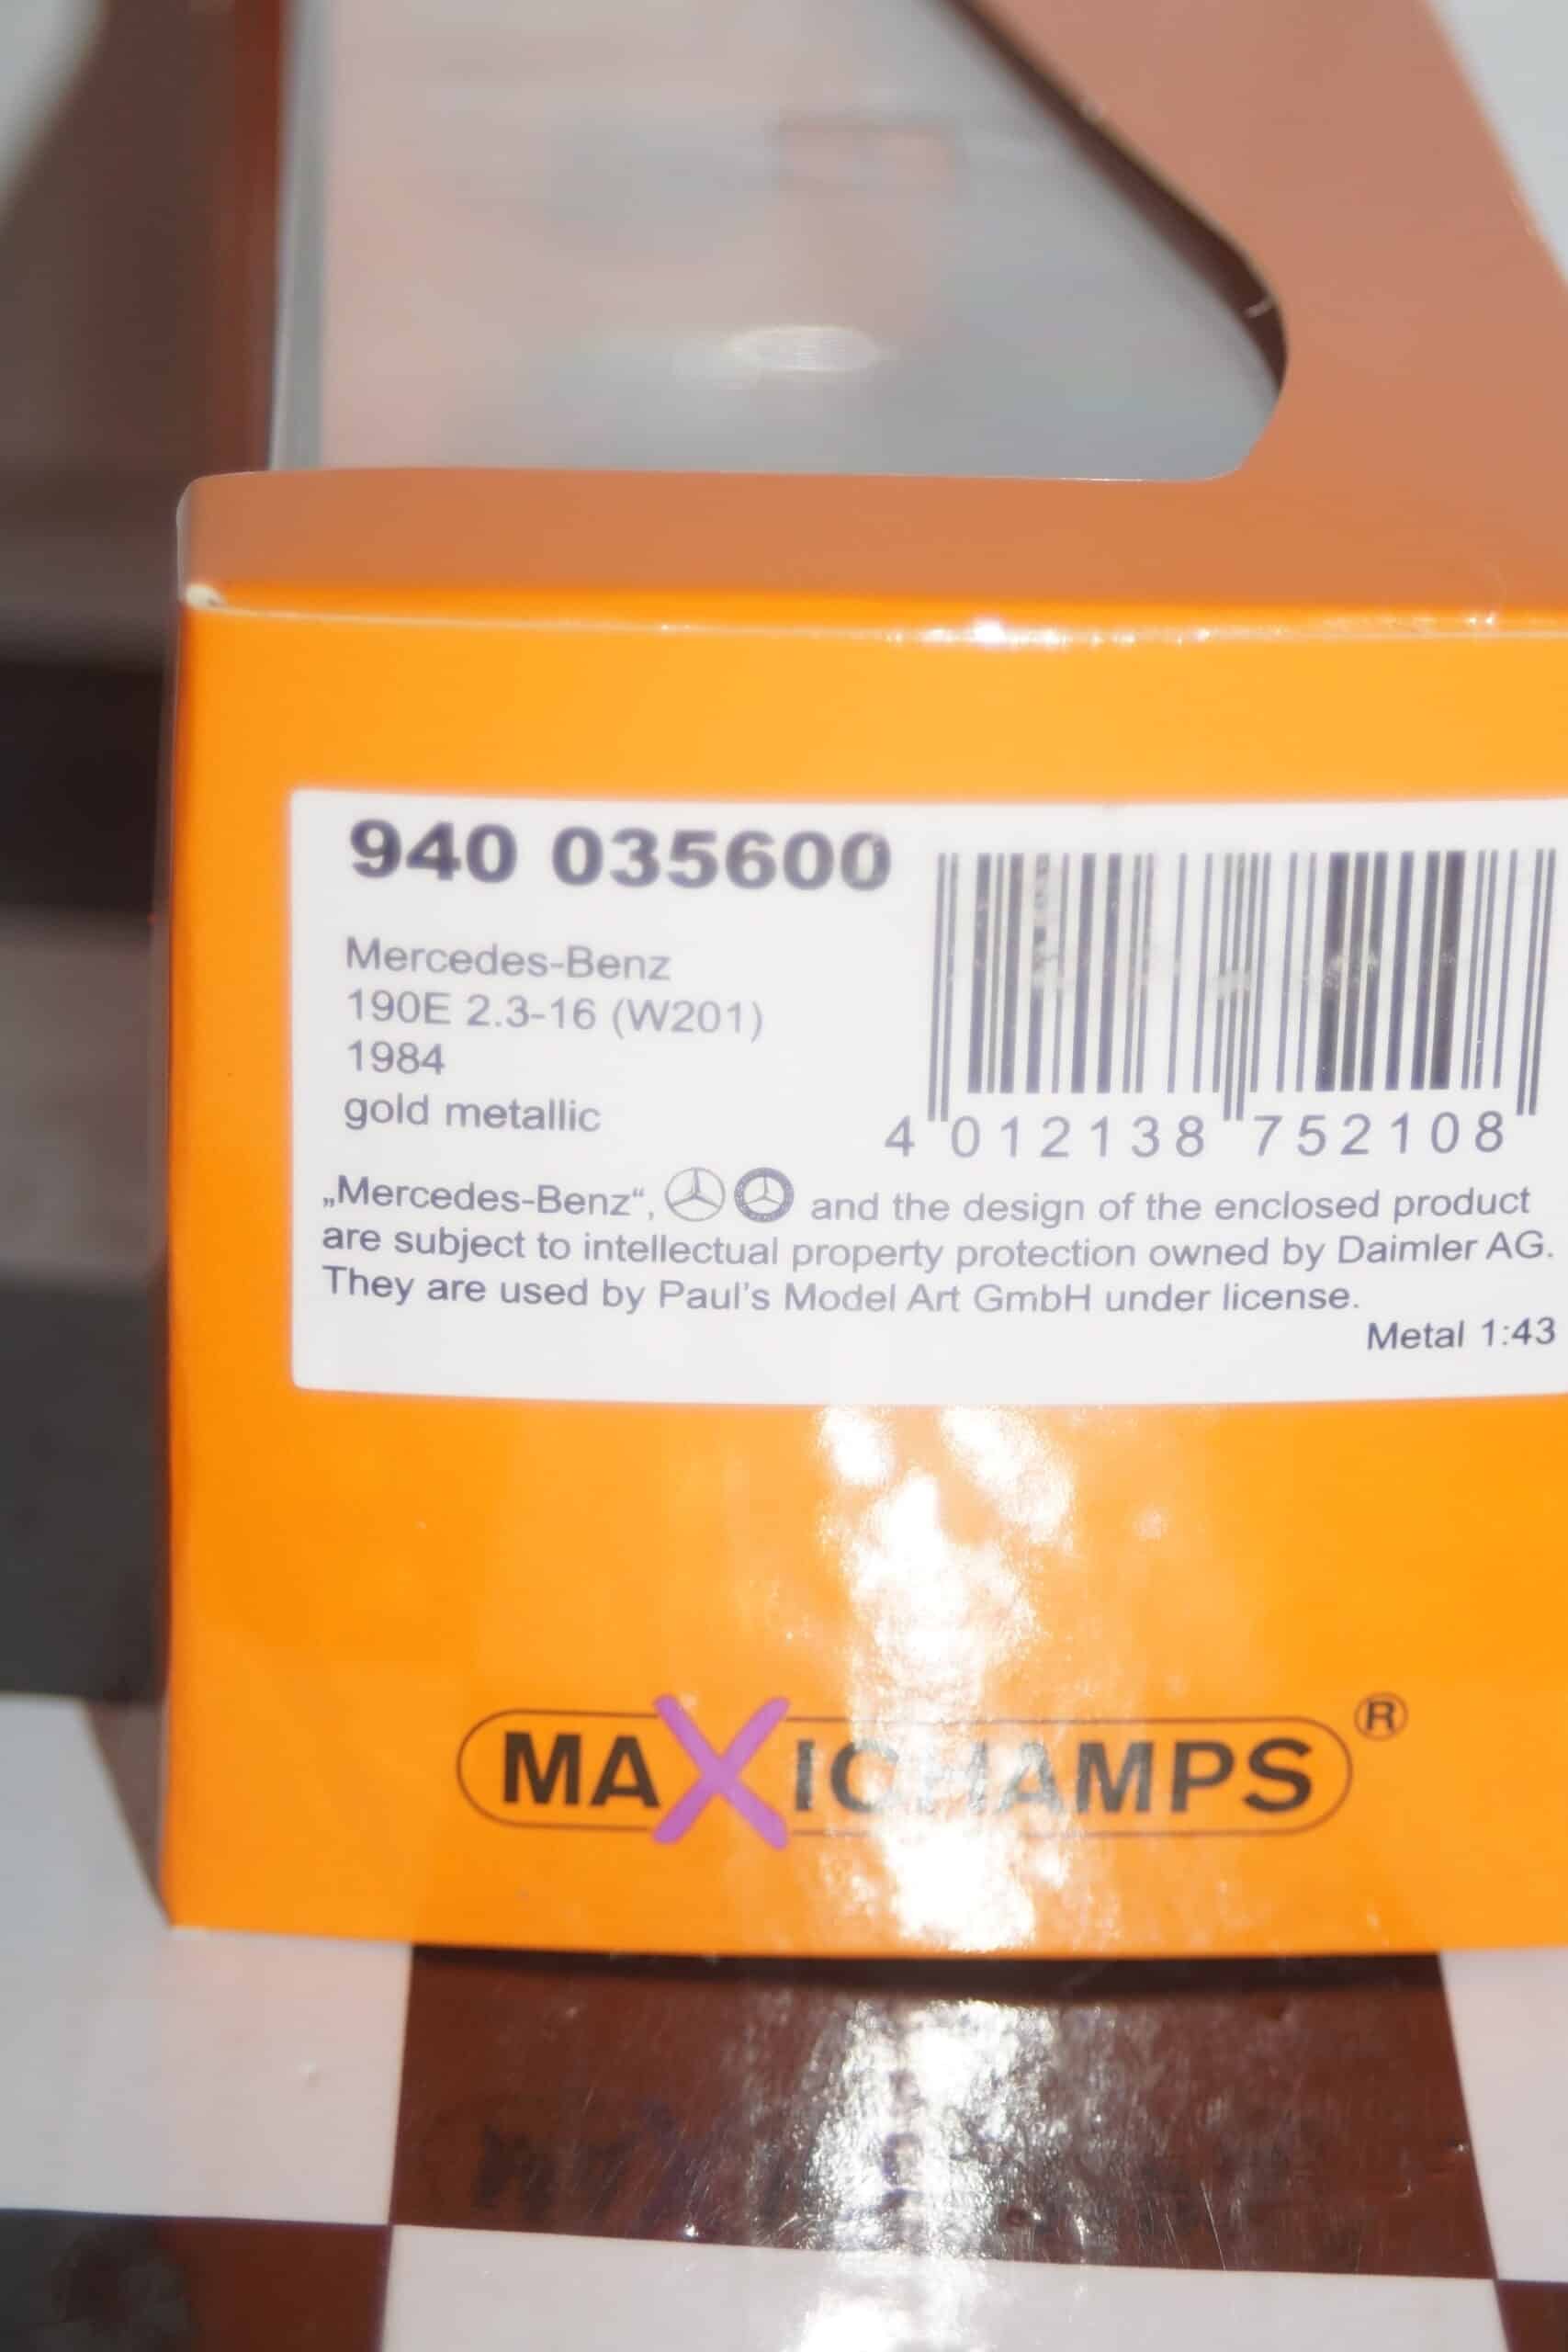 940 035600
Mercedes-Benz
190E 2.3-16 (W201)
1984
gold metallic
4 012138 752108
„Mercedes-Benz“, and the design of the enclosed product
are subject to intellectual property protection owned by Daimler AG.
They are used by Paul's Model Art GmbH under license.
Metal 1:43
MAXICHAMPS ®